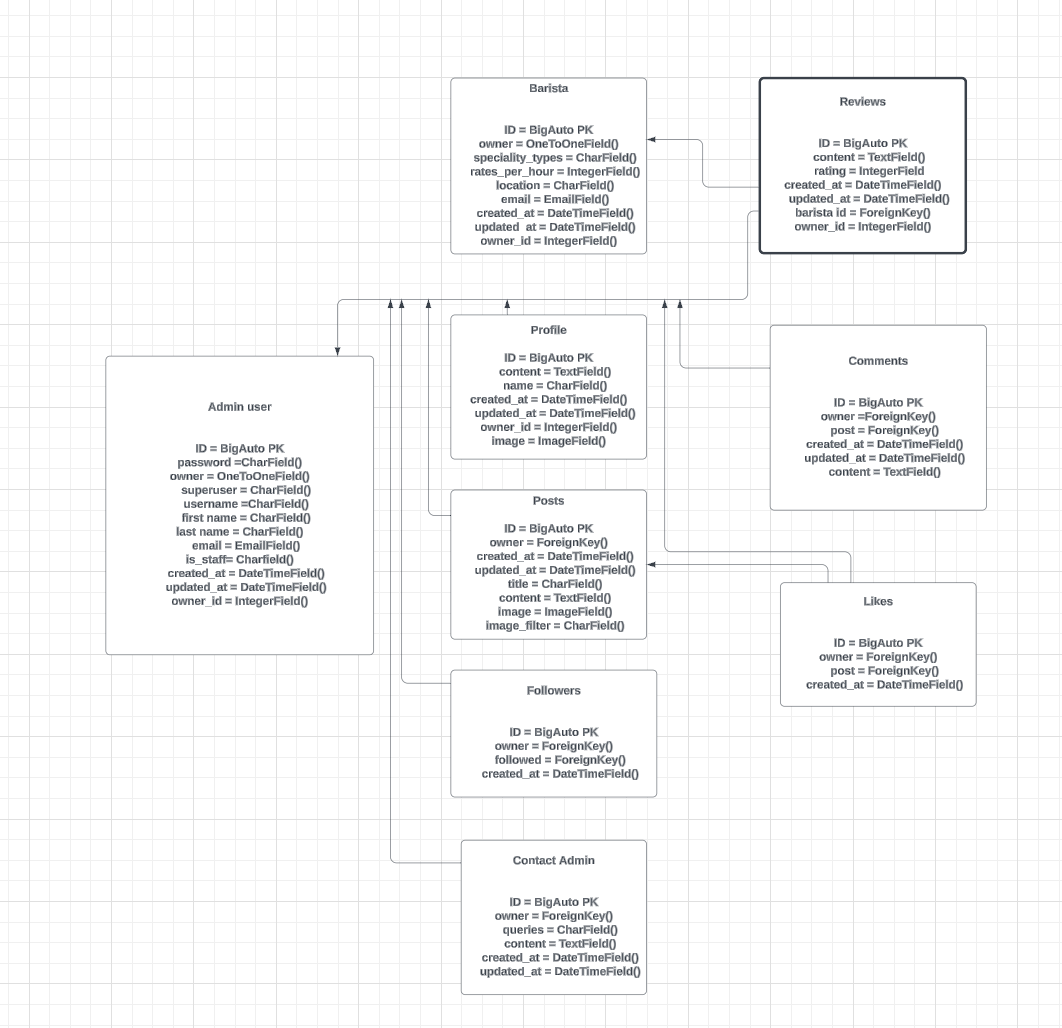 Barista
ID = BigAuto PK
owner = OneToOneField()
speciality_types = CharField()
rates_per_hour = IntegerField()
location = CharField()
email = EmailField()
created_at = DateTimeField()
updated  at = DateTimeField()
owner_id = IntegerField()
Reviews
ID = BigAuto PK
content = TextField()
rating = IntegerField
created_at = DateTimeField()
updated_at = DateTimeField()
barista id = ForeignKey()
owner_id = IntegerField()
Admin user
ID = BigAuto PK
password =CharField()
owner = OneToOneField()
superuser = CharField()
username =CharField()
first name = CharField()
last name = CharField()
email = EmailField()
is_staff= Charfield()
created_at = DateTimeField()
updated_at = DateTimeField()
owner_id = IntegerField()
Profile
ID = BigAuto PK
content = TextField()
name = CharField()
created_at = DateTimeField()
updated_at = DateTimeField()
owner_id = IntegerField()
image = ImageField()
Comments
ID = BigAuto PK
owner =ForeignKey()
post = ForeignKey()
created_at = DateTimeField()
updated_at = DateTimeField()
content = TextField()
Posts
ID = BigAuto PK
owner = ForeignKey()
created_at = DateTimeField()
updated_at = DateTimeField()
title = CharField()
content = TextField()
image = ImageField()
image_filter = CharField()
Likes
ID = BigAuto PK
owner = ForeignKey()
post = ForeignKey()
created_at = DateTimeField()
Followers
ID = BigAuto PK
owner = ForeignKey()
followed = ForeignKey()
created_at = DateTimeField()
Contact Admin
ID = BigAuto PK
owner = ForeignKey()
queries = CharField()
content = TextField()
created_at = DateTimeField()
updated_at = DateTimeField()